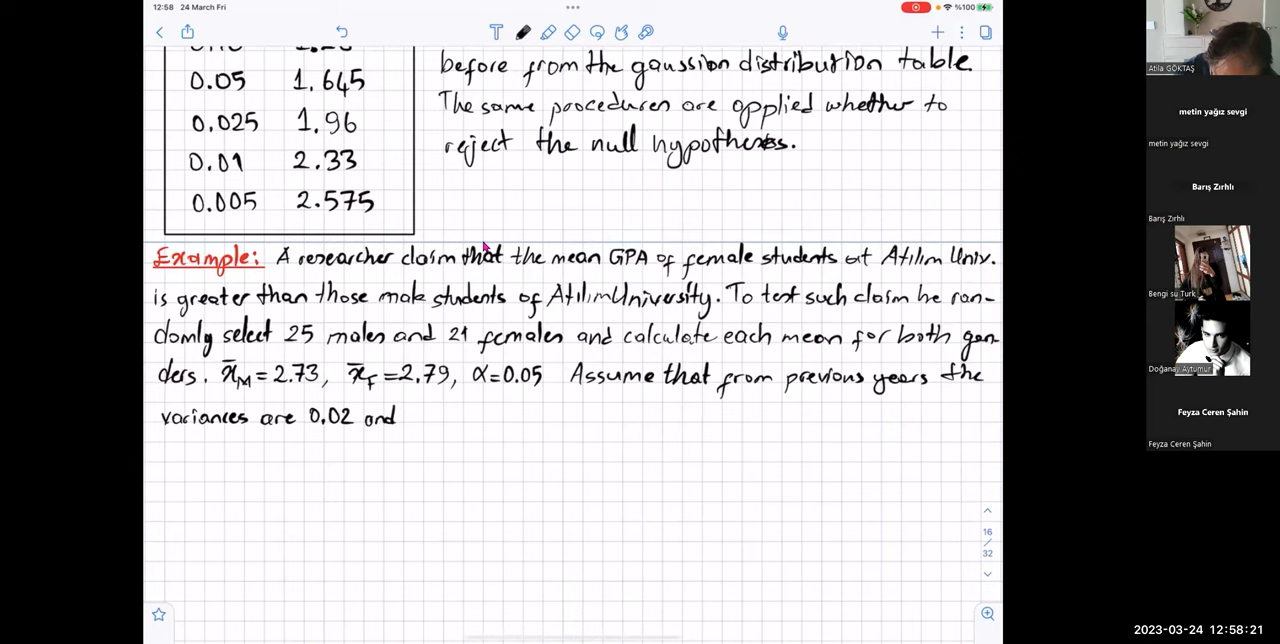 12:58 24 March Fri
%100
before from the gaussion distribution table
0.05 1.645
The same proceduren are applied whether to
0.025 1.96
reject the null hypothesis.
0.01 2.33
0.005 2.575
Example: A researcher claim that the mean GPA of female students at Atılım Univ.
is greater than those male students of Atılım University. To test such claim he ran-
domly select 25 males and 21 females and calculate each mean for both gen-
ders. x̄M = 2.73, x̄F = 2.79, α=0.05 Assume that from previous years the
variances are 0.02 and
16
32
Atila GÖKTAŞ
metin yağız sevgi
metin yağız sevgi
Barış Zırhlı
Barış Zırhlı
Bengi su Turk
Doğanay Aytumur
Feyza Ceren Şahin
Feyza Ceren Şahin
2023-03-24 12:58:21